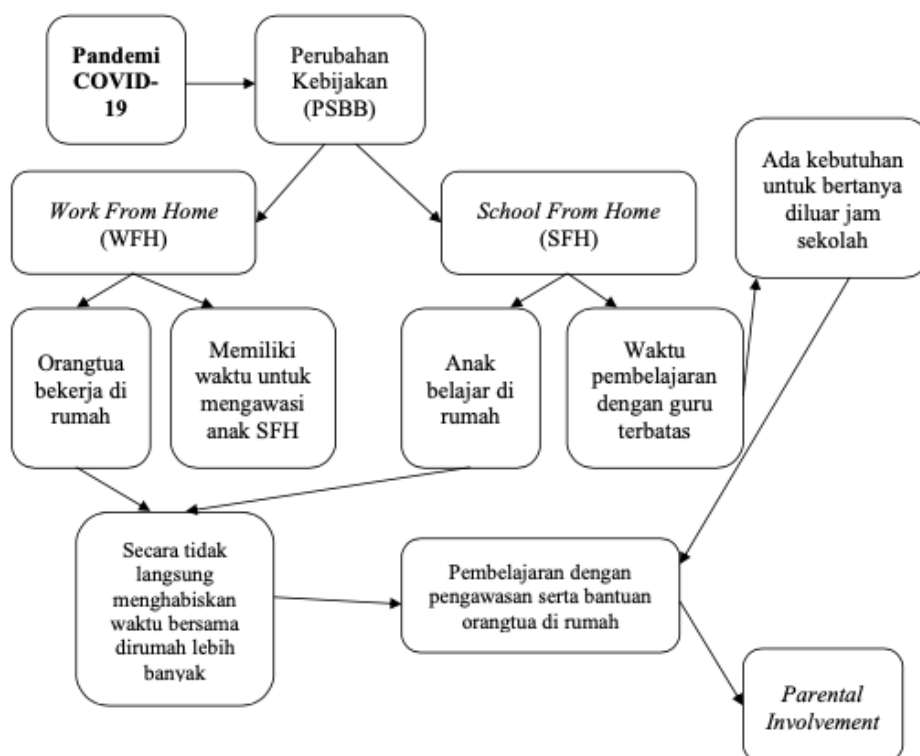 Pandemi
COVID-
19
Perubahan
Kebijakan
(PSBB)
Ada kebutuhan
untuk bertanya
diluar jam
sekolah
Work From Home
(WFH)
School From Home
(SFH)
Orangtua
bekerja di
rumah
Memiliki
waktu untuk
mengawasi
anak SFH
Anak
belajar di
rumah
Waktu
pembelajaran
dengan guru
terbatas
Secara tidak
langsung
menghabiskan
waktu bersama
dirumah lebih
banyak
Pembelajaran dengan
pengawasan serta bantuan
orangtua di rumah
Parental
Involvement